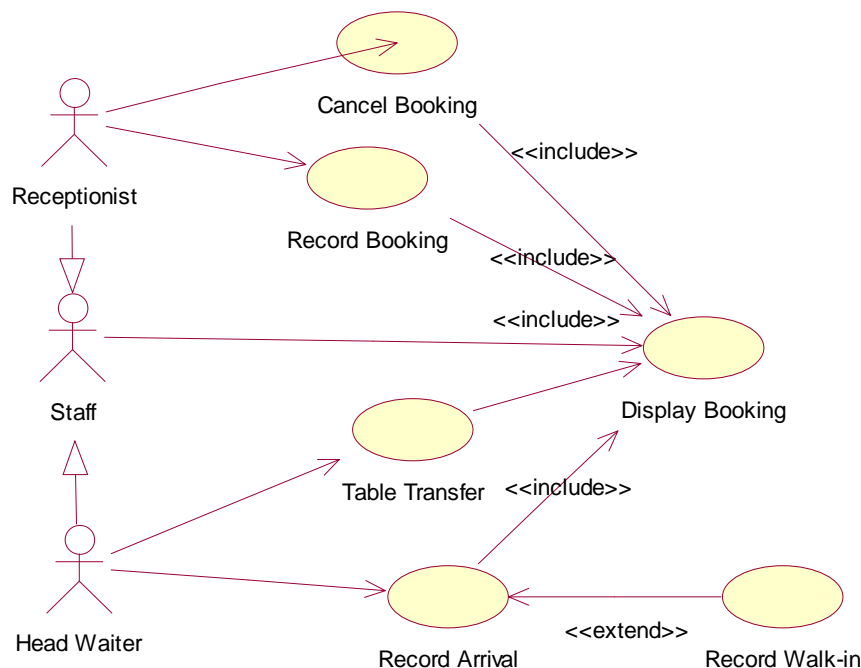 Cancel Booking
<<include>>
Receptionist
Record Booking
<<include>>
<<include>>
Staff
Display Booking
Table Transfer
<<include>>
Head Waiter
Record Arrival
<<extend>>
Record Walk-in